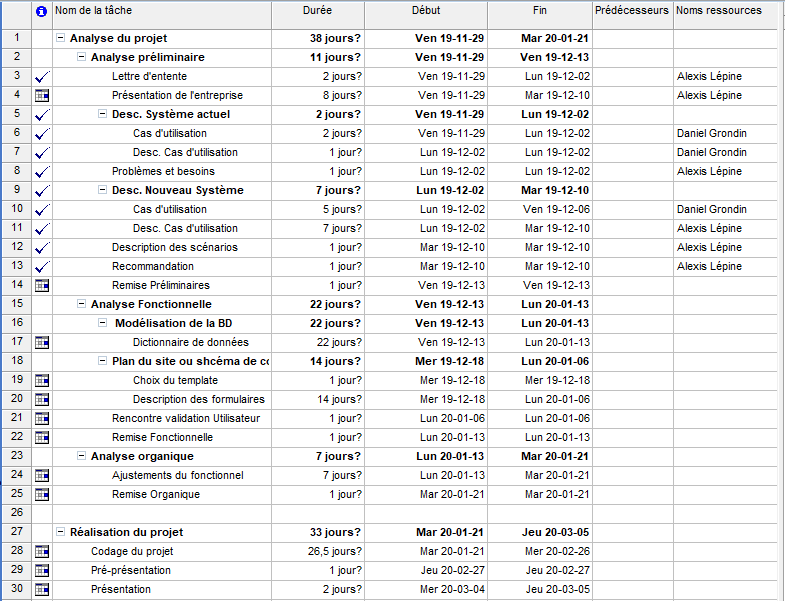 Nom de la tâche Durée Début Fin Prédécesseurs Noms ressources
1 Analyse du projet 38 jours? Ven 19-11-29 Mar 20-01-21
2 Analyse préliminaire 11 jours? Ven 19-11-29 Ven 19-12-13
3 Lettre d'entente 2 jours? Ven 19-11-29 Lun 19-12-02 Alexis Lépine
4 Présentation de l'entreprise 8 jours? Ven 19-11-29 Mar 19-12-10 Alexis Lépine
5 Desc. Système actuel 2 jours? Ven 19-11-29 Lun 19-12-02
6 Cas d'utilisation 2 jours? Ven 19-11-29 Lun 19-12-02 Daniel Grondin
7 Desc. Cas d'utilisation 1 jour? Lun 19-12-02 Lun 19-12-02 Daniel Grondin
8 Problèmes et besoins 1 jour? Lun 19-12-02 Lun 19-12-02 Alexis Lépine
9 Desc. Nouveau Système 7 jours? Lun 19-12-02 Mar 19-12-10
10 Cas d'utilisation 5 jours? Lun 19-12-02 Ven 19-12-06 Daniel Grondin
11 Desc. Cas d'utilisation 7 jours? Lun 19-12-02 Mar 19-12-10 Alexis Lépine
12 Description des scénarios 1 jour? Mar 19-12-10 Mar 19-12-10 Alexis Lépine
13 Recommandation 1 jour? Mar 19-12-10 Mar 19-12-10 Alexis Lépine
14 Remise Préliminaires 1 jour? Ven 19-12-13 Ven 19-12-13
15 Analyse Fonctionnelle 22 jours? Ven 19-12-13 Lun 20-01-13
16 Modélisation de la BD 22 jours? Ven 19-12-13 Lun 20-01-13
17 Dictionnaire de données 22 jours? Ven 19-12-13 Lun 20-01-13
18 Plan du site ou shcéma de co 14 jours? Mer 19-12-18 Lun 20-01-06
19 Choix du template 1 jour? Mer 19-12-18 Mer 19-12-18
20 Description des formulaires 14 jours? Mer 19-12-18 Lun 20-01-06
21 Rencontre validation Utilisateur 1 jour? Lun 20-01-06 Lun 20-01-06
22 Remise Fonctionnelle 1 jour? Lun 20-01-13 Lun 20-01-13
23 Analyse organique 7 jours? Lun 20-01-13 Mar 20-01-21
24 Ajustements du fonctionnel 7 jours? Lun 20-01-13 Mar 20-01-21
25 Remise Organique 1 jour? Mar 20-01-21 Mar 20-01-21
26
27 Réalisation du projet 33 jours? Mar 20-01-21 Jeu 20-03-05
28 Codage du projet 26,5 jours? Mar 20-01-21 Mer 20-02-26
29 Pré-présentation 1 jour? Jeu 20-02-27 Jeu 20-02-27
30 Présentation 2 jours? Mer 20-03-04 Jeu 20-03-05